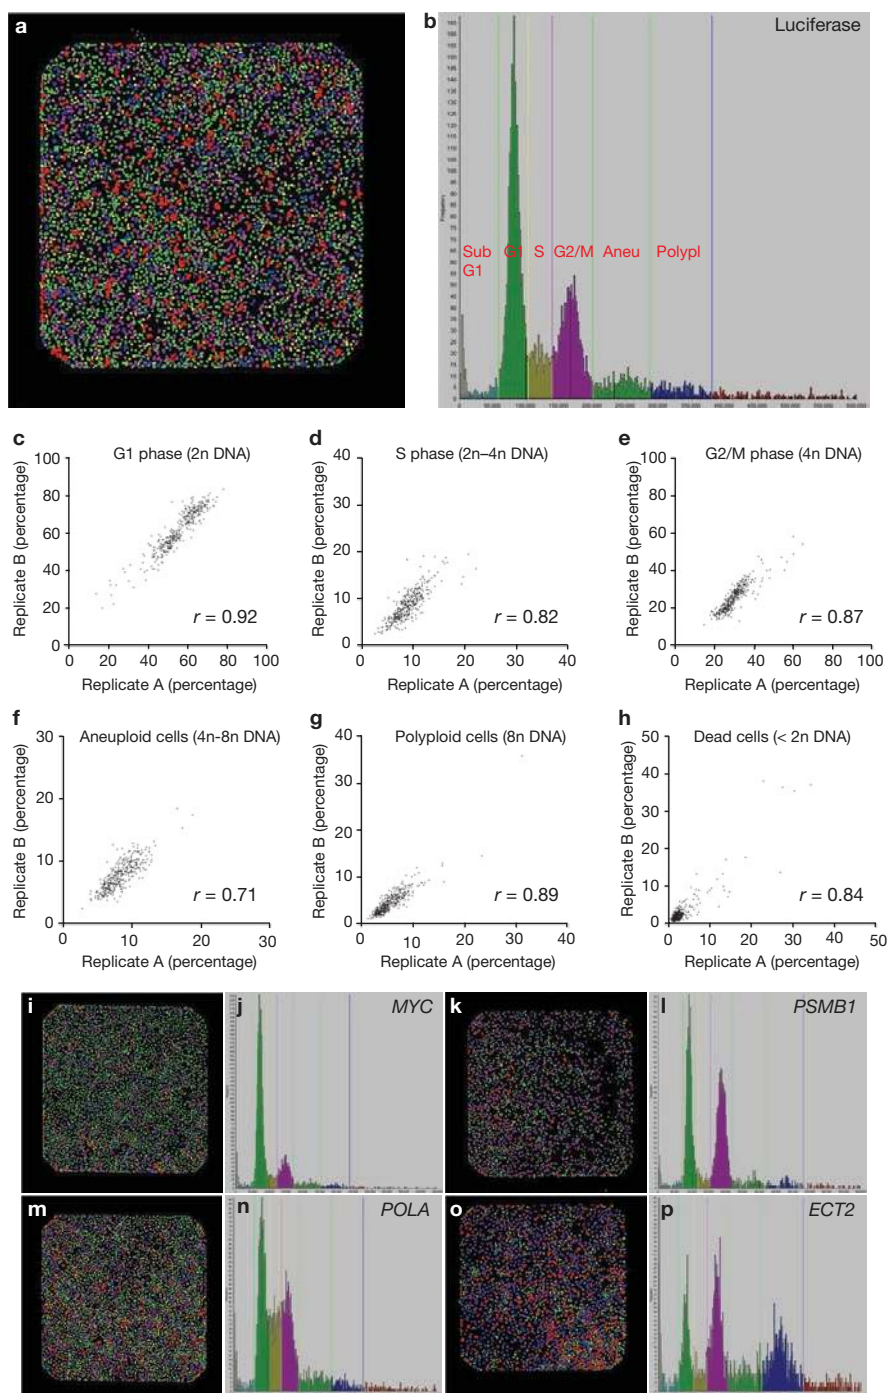 a
b
Luciferase
Frequency
Sub
G1
G1
S
G2/M
Aneu
Polypl
c
G1 phase (2n DNA)
Replicate B (percentage)
100
80
60
40
20
0
r = 0.92
0 20 40 60 80 100
Replicate A (percentage)
d
S phase (2n–4n DNA)
Replicate B (percentage)
40
30
20
10
0
r = 0.82
0 10 20 30 40
Replicate A (percentage)
e
G2/M phase (4n DNA)
Replicate B (percentage)
100
80
60
40
20
0
r = 0.87
0 20 40 60 80 100
Replicate A (percentage)
f
Aneuploid cells (4n-8n DNA)
Replicate B (percentage)
30
20
10
0
r = 0.71
0 10 20 30
Replicate A (percentage)
g
Polyploid cells (8n DNA)
Replicate B (percentage)
40
30
20
10
0
r = 0.89
0 10 20 30 40
Replicate A (percentage)
h
Dead cells (< 2n DNA)
Replicate B (percentage)
50
40
30
20
10
0
r = 0.84
0 10 20 30 40 50
Replicate A (percentage)
i
j
MYC
k
l
PSMB1
m
n
POLA
o
p
ECT2